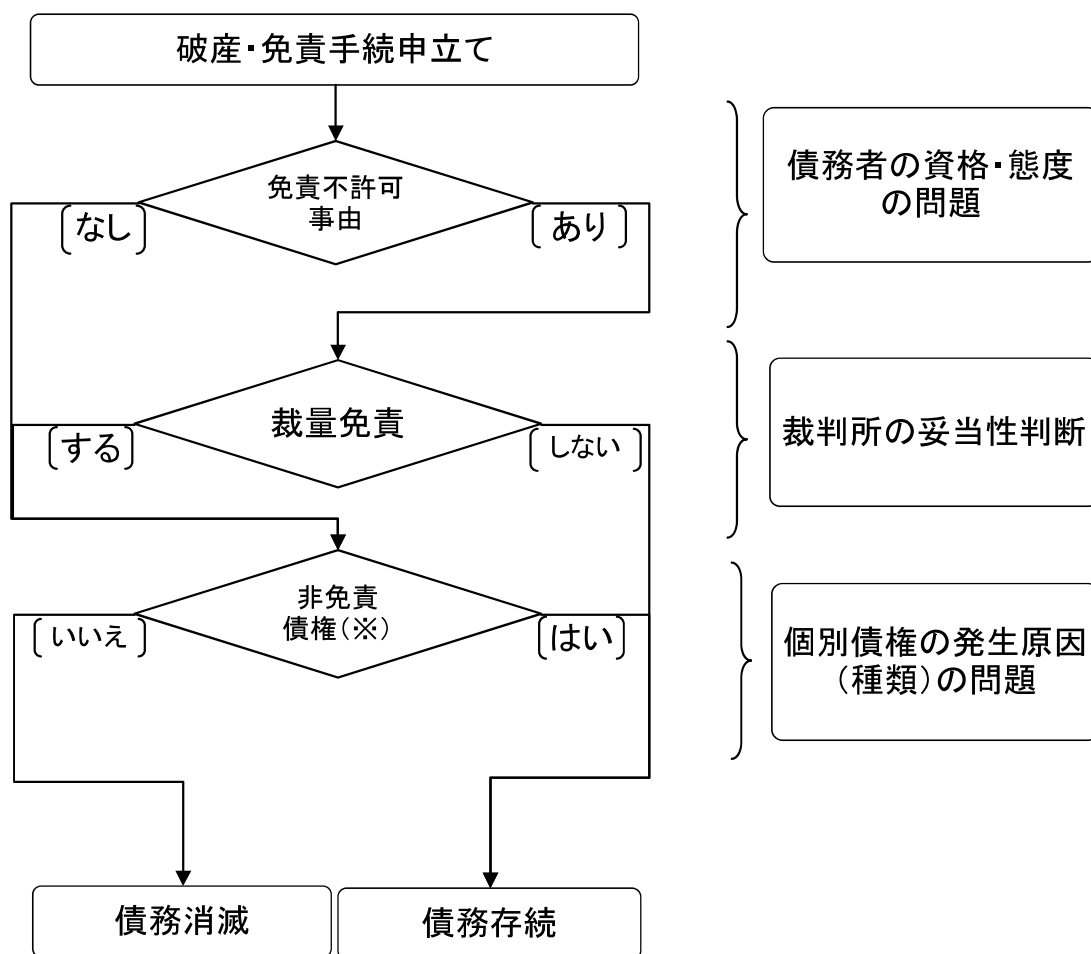 破産・免責手続申立て
免責不許可
事由
〔なし〕
〔あり〕
債務者の資格・態度
の問題
裁量免責
〔する〕
〔しない〕
裁判所の妥当性判断
非免責
債権(※)
〔いいえ〕
〔はい〕
個別債権の発生原因
(種類)の問題
債務消滅
債務存続